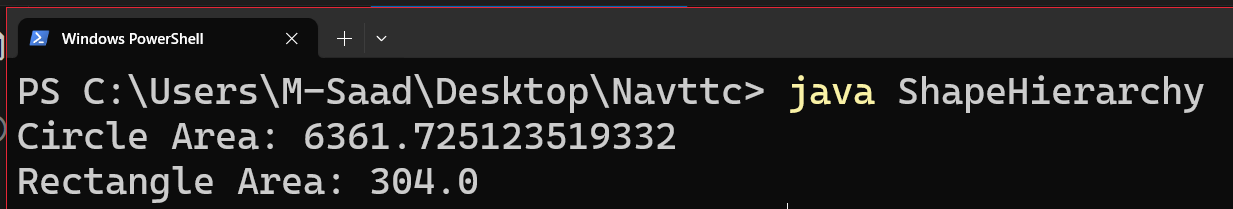 Windows PowerShell
PS C:\Users\M-Saad\Desktop\Navttc> java ShapeHierarchy
Circle Area: 6361.725123519332
Rectangle Area: 304.0